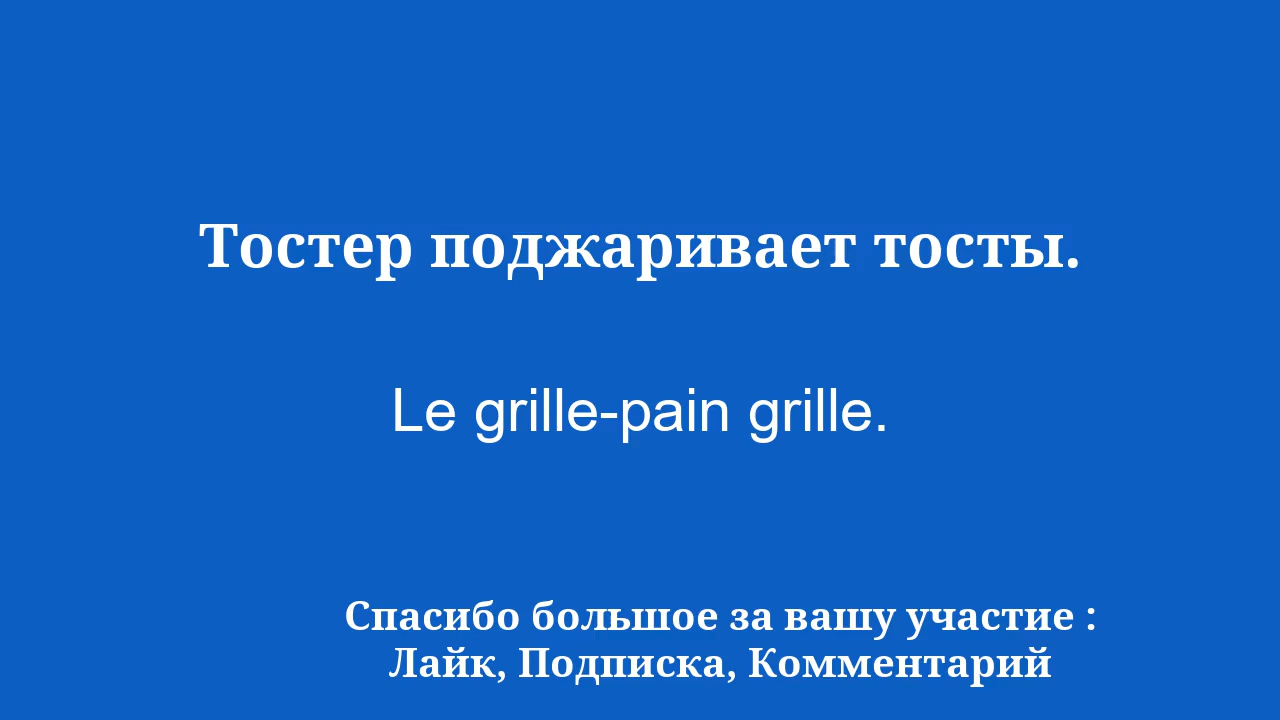 Тостер поджаривает тосты.
Le grille-pain grille.
Спасибо большое за вашу участие :
Лайк, Подписка, Комментарий